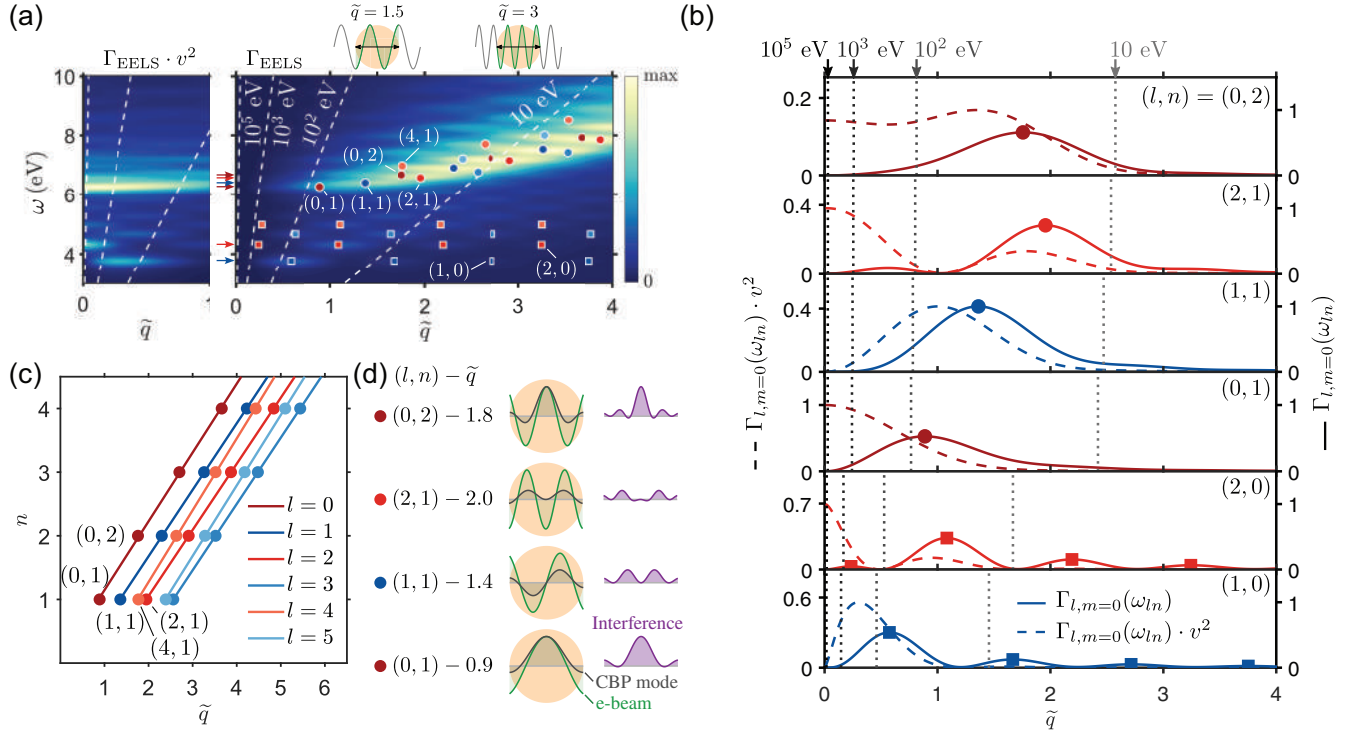 (a)
q̃ = 1.5
q̃ = 3
Γ_EELS · v²
Γ_EELS
max
0
10
8
6
4
ω (eV)
10⁵ eV
10³ eV
10² eV
10 eV
(0, 2)
(4, 1)
(0, 1)
(1, 1)
(2, 1)
(1, 0)
(2, 0)
0
1
q̃
0
1
2
3
4
q̃
(b)
10⁵ eV
10³ eV
10² eV
10 eV
(l, n) = (0, 2)
0.2
0
1
0
(2, 1)
0.4
0
1
0
(1, 1)
0.4
0
1
0
(0, 1)
1
0
1
0
(2, 0)
0.7
0
1
0
(1, 0)
0.6
0
1
0
Γ_{l,m=0}(ω_{ln})
Γ_{l,m=0}(ω_{ln}) · v²
0
1
2
3
4
q̃
Γ_{l,m=0}(ω_{ln}) · v²
Γ_{l,m=0}(ω_{ln})
(c)
n
4
3
2
1
(0, 2)
(0, 1)
(1, 1)
(2, 1)
(4, 1)
l = 0
l = 1
l = 2
l = 3
l = 4
l = 5
1
2
3
4
5
6
q̃
(d)
(l, n) − q̃
(0, 2) − 1.8
(2, 1) − 2.0
(1, 1) − 1.4
(0, 1) − 0.9
Interference
CBP mode
e-beam